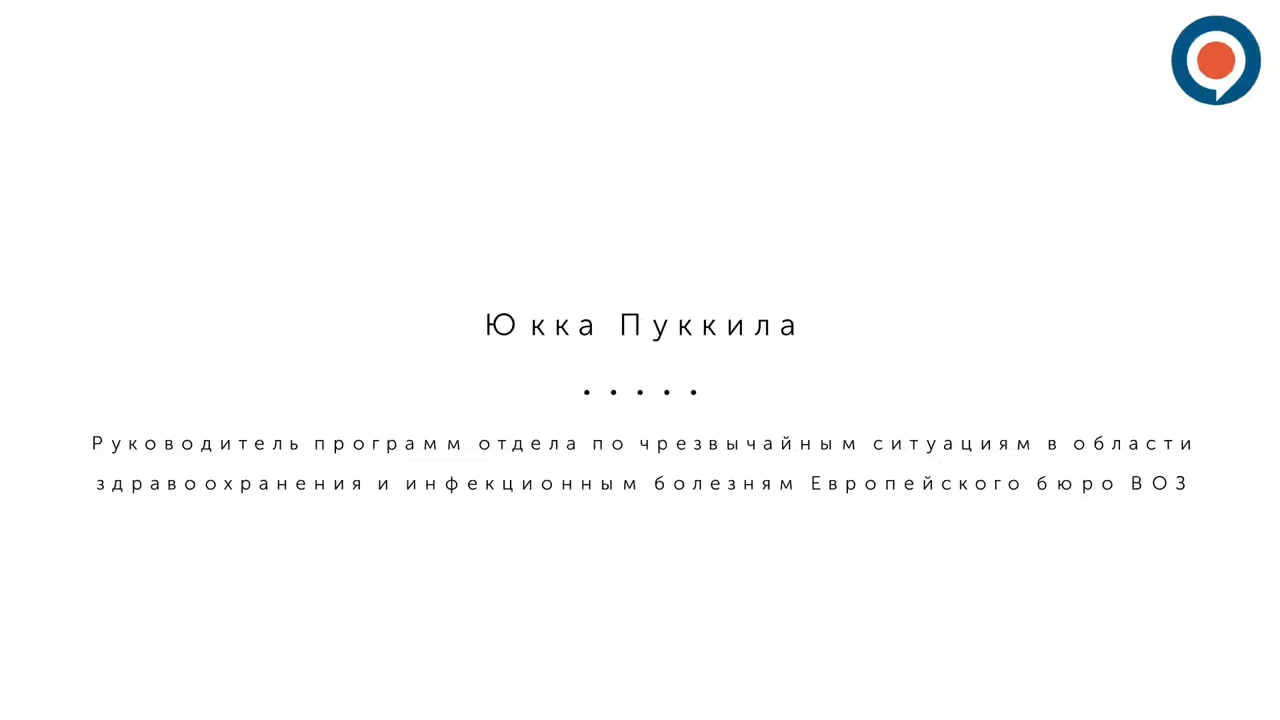 Юкка Пуккила
.....
Руководитель программ отдела по чрезвычайным ситуациям в области
здравоохранения и инфекционным болезням Европейского бюро ВОЗ